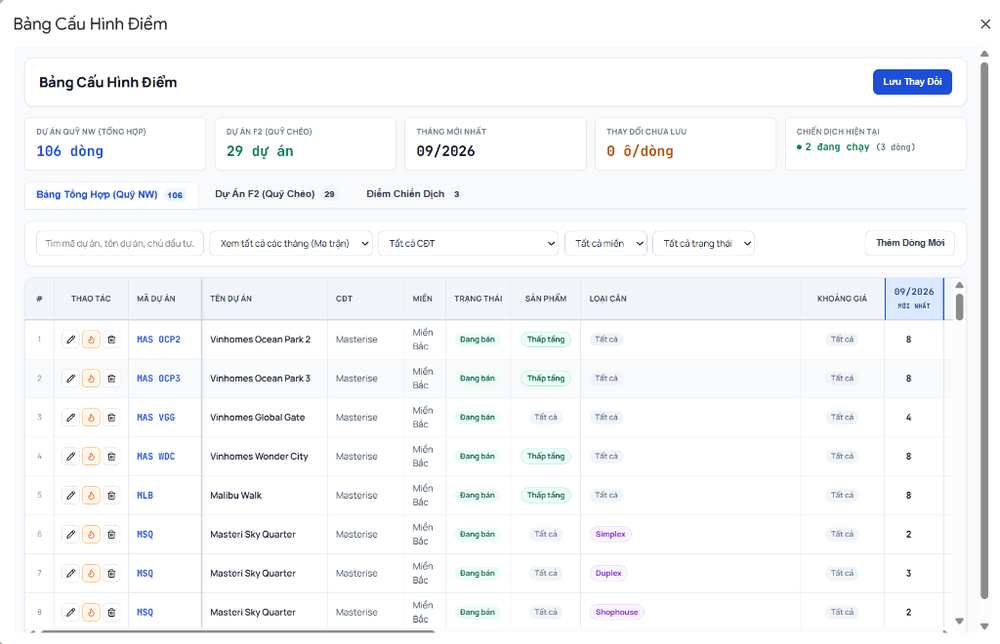 Bảng Cấu Hình Điểm
Bảng Cấu Hình Điểm
Lưu Thay Đổi
DỰ ÁN QUỸ NW (TỔNG HỢP)
106 dòng
DỰ ÁN F2 (QUỸ CHÉO)
29 dự án
THÁNG MỚI NHẤT
09/2026
THAY ĐỔI CHƯA LƯU
0 ô/dòng
CHIẾN DỊCH HIỆN TẠI
2 đang chạy (3 dòng)
Bảng Tổng Hợp (Quỹ NW) 106
Dự Án F2 (Quỹ Chéo) 29
Điểm Chiến Dịch 3
Tìm mã dự án, tên dự án, chủ đầu tư.
Xem tất cả các tháng (Ma trận)
Tất cả CĐT
Tất cả miền
Tất cả trạng thái
Thêm Dòng Mới
# THAO TÁC MÃ DỰ ÁN TÊN DỰ ÁN CĐT MIỀN TRẠNG THÁI SẢN PHẨM LOẠI CĂN KHOẢNG GIÁ 09/2026 MỚI NHẤT
1 MAS OCP2 Vinhomes Ocean Park 2 Masterise Miền Bắc Đang bán Thấp tầng Tất cả Tất cả 8
2 MAS OCP3 Vinhomes Ocean Park 3 Masterise Miền Bắc Đang bán Thấp tầng Tất cả Tất cả 8
3 MAS VGG Vinhomes Global Gate Masterise Miền Bắc Đang bán Tất cả Tất cả Tất cả 4
4 MAS WDC Vinhomes Wonder City Masterise Miền Bắc Đang bán Thấp tầng Tất cả Tất cả 8
5 MLB Malibu Walk Masterise Miền Bắc Đang bán Thấp tầng Tất cả Tất cả 8
6 MSQ Masteri Sky Quarter Masterise Miền Bắc Đang bán Tất cả Simplex Tất cả 2
7 MSQ Masteri Sky Quarter Masterise Miền Bắc Đang bán Tất cả Duplex Tất cả 3
8 MSQ Masteri Sky Quarter Masterise Miền Bắc Đang bán Tất cả Shophouse Tất cả 2